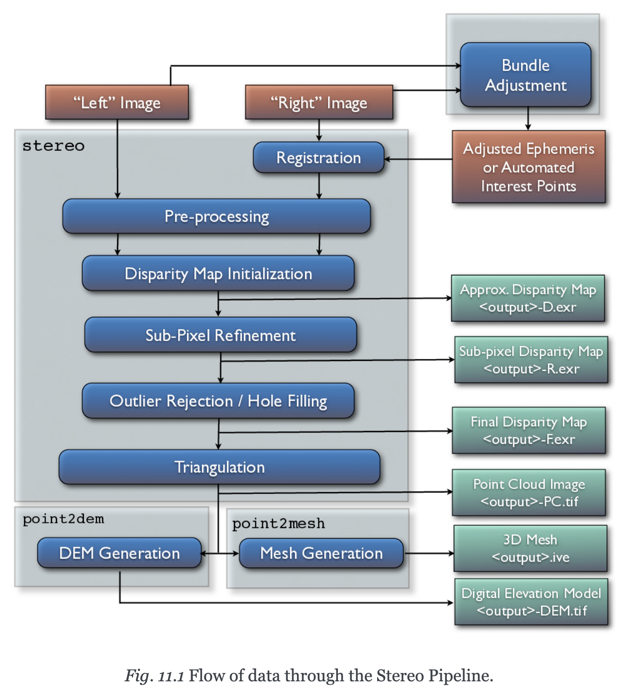 Bundle
Adjustment
"Left" Image
"Right" Image
stereo
Registration
Adjusted Ephemeris
or Automated
Interest Points
Pre-processing
Disparity Map Initialization
Approx. Disparity Map
<output>-D.exr
Sub-Pixel Refinement
Sub-pixel Disparity Map
<output>-R.exr
Outlier Rejection / Hole Filling
Final Disparity Map
<output>-F.exr
Triangulation
Point Cloud Image
<output>-PC.tif
point2dem
point2mesh
DEM Generation
Mesh Generation
3D Mesh
<output>.ive
Digital Elevation Model
<output>-DEM.tif
Fig. 11.1 Flow of data through the Stereo Pipeline.